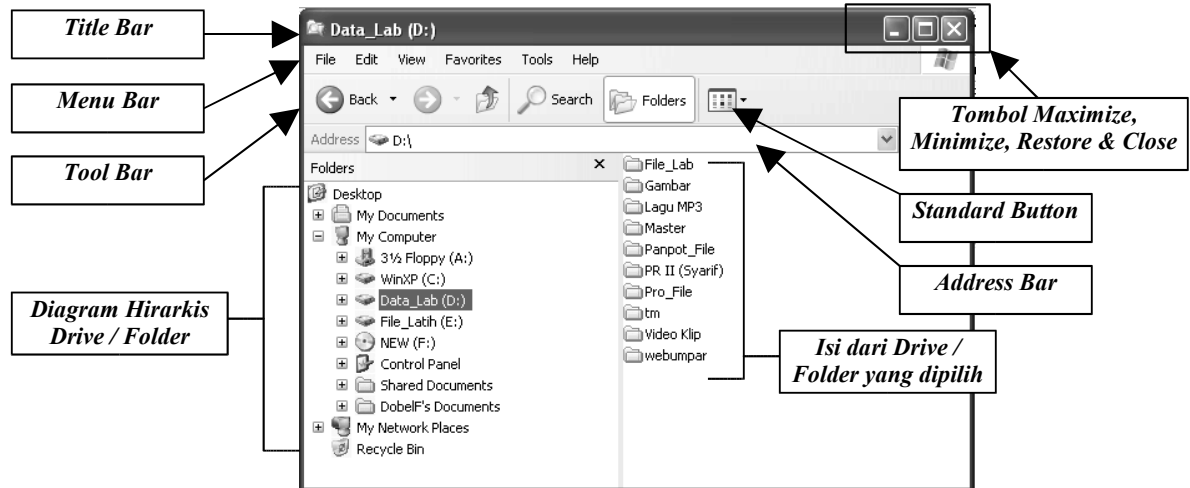 Title Bar
Menu Bar
Tool Bar
Diagram Hirarkis
Drive / Folder
Data_Lab (D:)
File Edit View Favorites Tools Help
Back Search Folders
Address D:\
Folders
Desktop
My Documents
My Computer
3½ Floppy (A:)
WinXP (C:)
Data_Lab (D:)
File_Latih (E:)
NEW (F:)
Control Panel
Shared Documents
DobelF's Documents
My Network Places
Recycle Bin
File_Lab
Gambar
Lagu MP3
Master
Panpot_File
PR II (Syarif)
Pro_File
tm
Video Klip
webumpar
Tombol Maximize,
Minimize, Restore & Close
Standard Button
Address Bar
Isi dari Drive /
Folder yang dipilih